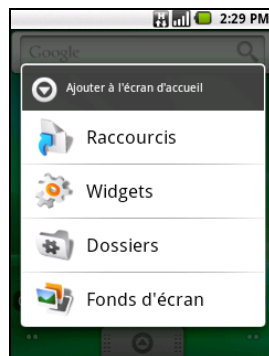 2:29 PM
Google
Ajouter à l'écran d'accueil
Raccourcis
Widgets
Dossiers
Fonds d'écran